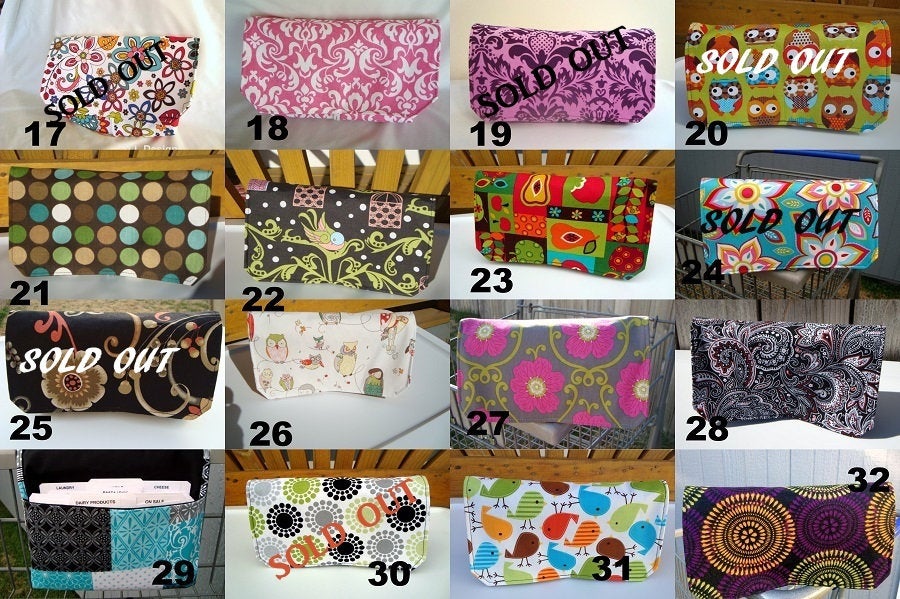 SOLD OUT
17
18
SOLD OUT
19
SOLD OUT
20
21
22
23
SOLD OUT
24
SOLD OUT
25
26
27
28
LAUNDRY
CHEESE
DAIRY PRODUCTS
ON SALE
29
SOLD OUT
30
31
32